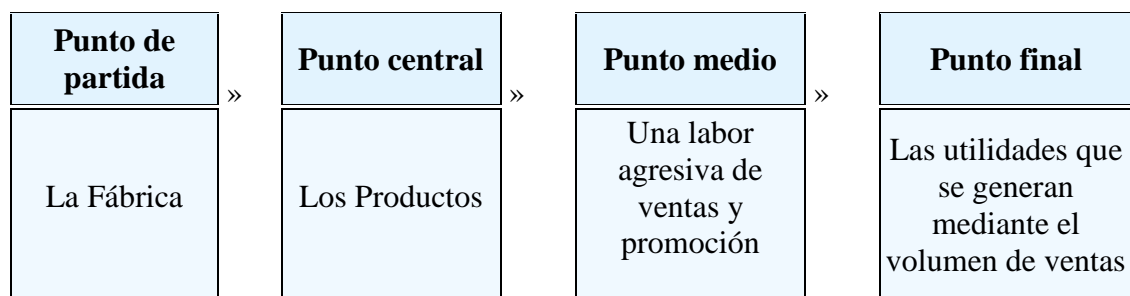 Punto de
partida
»
Punto central
»
Punto medio
»
Punto final
La Fábrica
Los Productos
Una labor
agresiva de
ventas y
promoción
Las utilidades que
se generan
mediante el
volumen de ventas